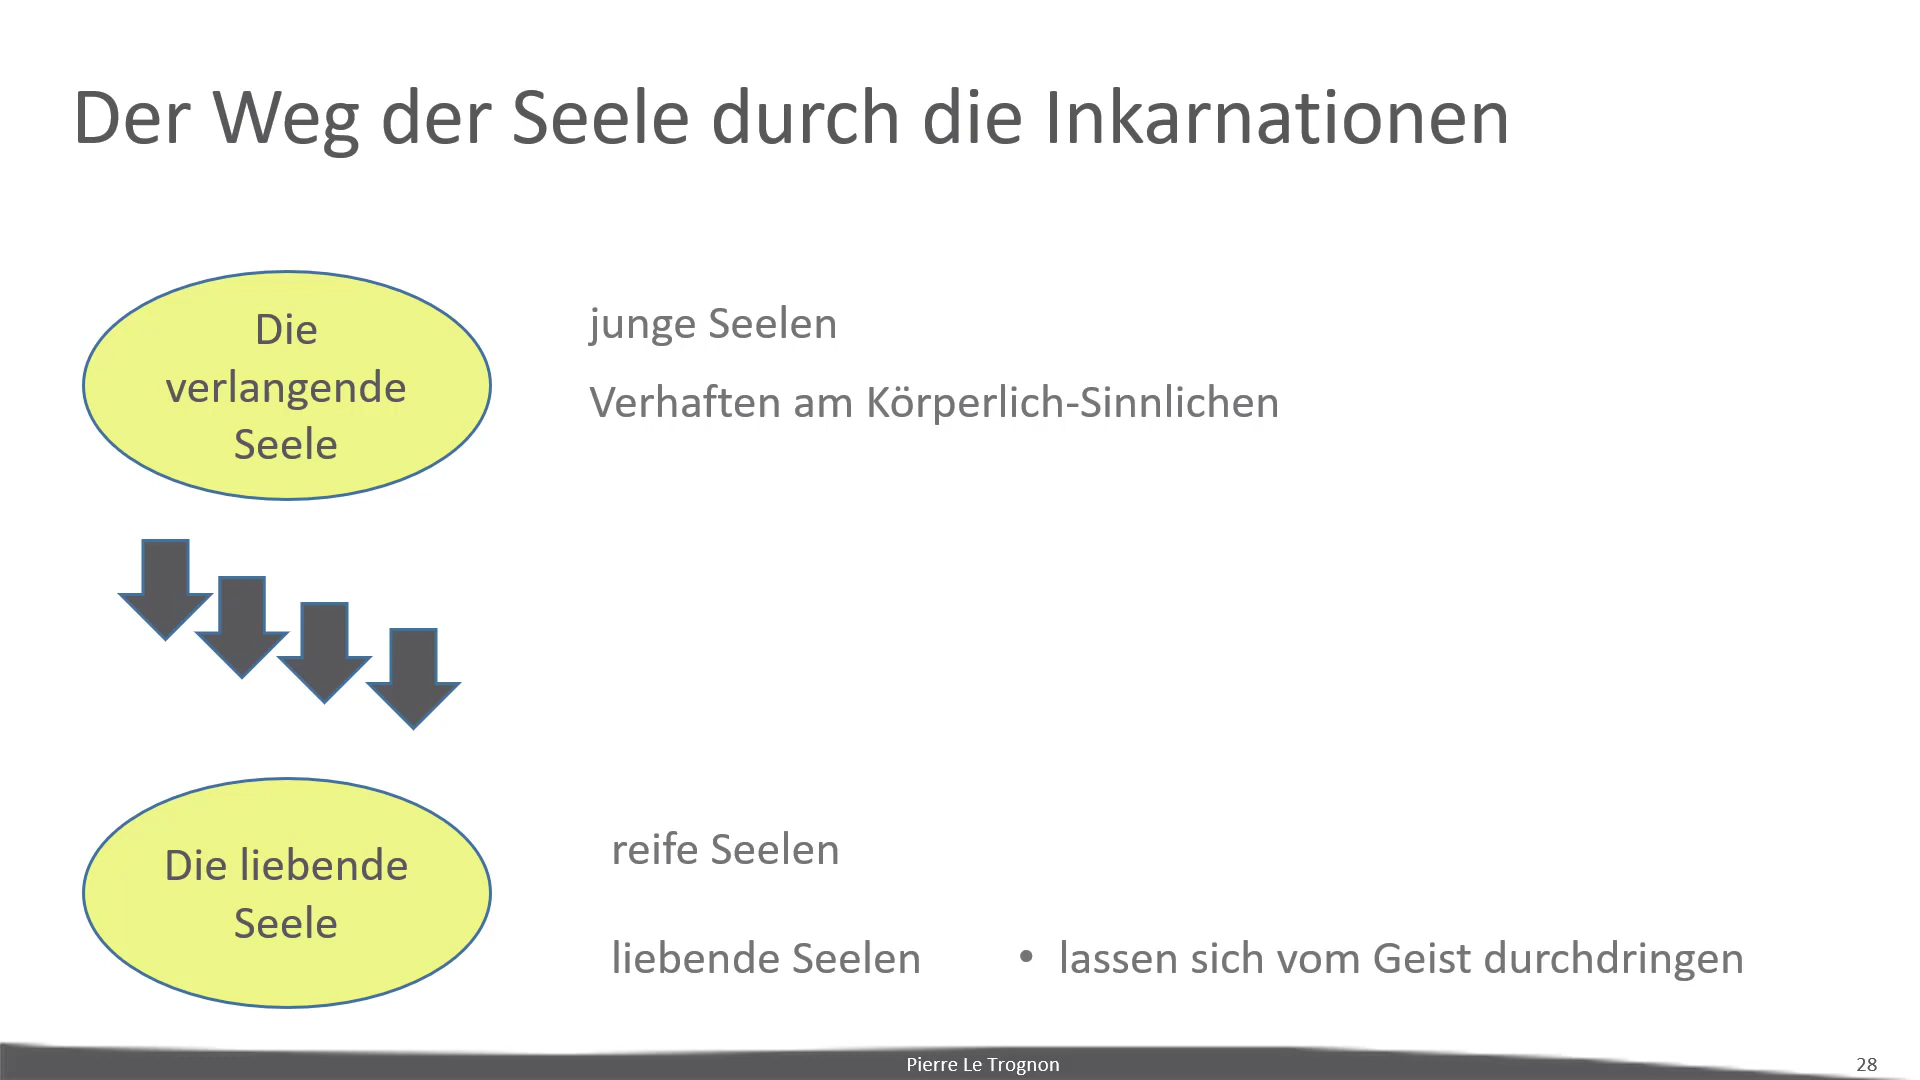 Der Weg der Seele durch die Inkarnationen
Die
verlangende
Seele
junge Seelen
Verhaften am Körperlich-Sinnlichen
Die liebende
Seele
reife Seelen
liebende Seelen
• lassen sich vom Geist durchdringen
Pierre Le Trognon
28